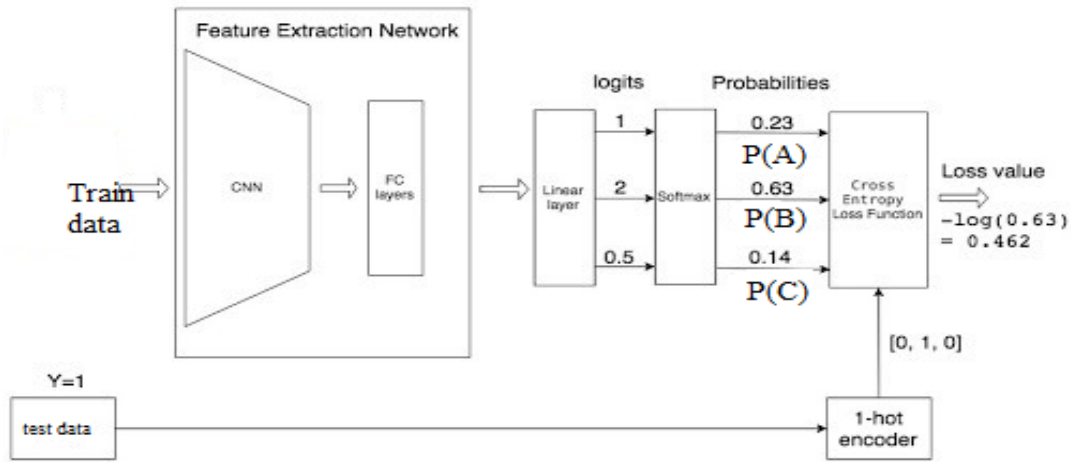 Feature Extraction Network
CNN
FC
layers
Train
data
Linear
layer
logits
1
2
0.5
Softmax
Probabilities
0.23
P(A)
0.63
P(B)
0.14
P(C)
Cross
Entropy
Loss Function
Loss value
-log(0.63)
= 0.462
[0, 1, 0]
Y=1
test data
1-hot
encoder